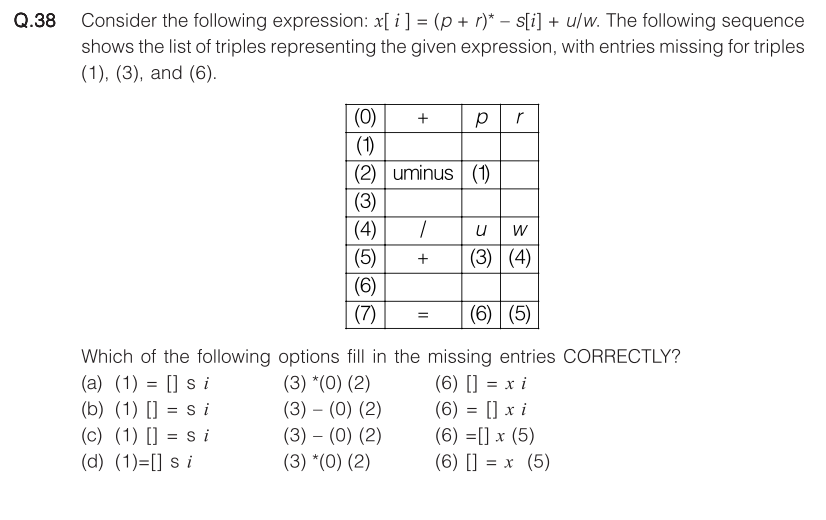 Q.38 Consider the following expression: x[ i ] = (p + r)* – s[i] + u/w. The following sequence
shows the list of triples representing the given expression, with entries missing for triples
(1), (3), and (6).
(0) + p r
(1)
(2) uminus (1)
(3)
(4) / u w
(5) + (3) (4)
(6)
(7) = (6) (5)
Which of the following options fill in the missing entries CORRECTLY?
(a) (1) = [] s i (3) *(0) (2) (6) [] = x i
(b) (1) [] = s i (3) – (0) (2) (6) = [] x i
(c) (1) [] = s i (3) – (0) (2) (6) =[] x (5)
(d) (1)=[] s i (3) *(0) (2) (6) [] = x (5)